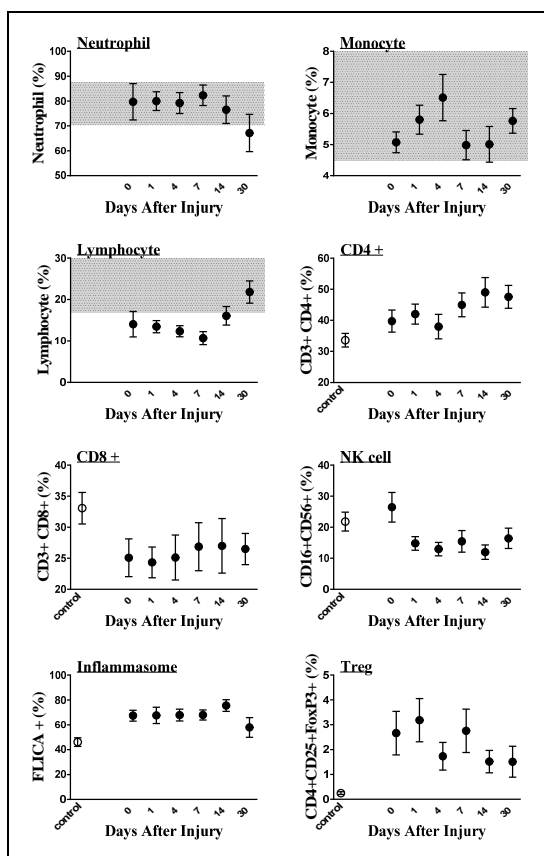 Neutrophil
Neutrophil (%)
100
90
80
70
60
50
0 1 4 7 14 30
Days After Injury
Monocyte
Monocyte (%)
8
7
6
5
4
0 1 4 7 14 30
Days After Injury
Lymphocyte
Lymphocyte (%)
30
20
10
0
0 1 4 7 14 30
Days After Injury
CD4 +
CD3+ CD4+ (%)
60
50
40
30
20
control 0 1 4 7 14 30
Days After Injury
CD8 +
CD3+ CD8+ (%)
40
35
30
25
20
control 0 1 4 7 14 30
Days After Injury
NK cell
CD16+CD56+ (%)
40
30
20
10
0
control 0 1 4 7 14 30
Days After Injury
Inflammasome
FLICA + (%)
100
80
60
40
20
0
control 0 1 4 7 14 30
Days After Injury
Treg
CD4+CD25+FoxP3+ (%)
5
4
3
2
1
0
control 0 1 4 7 14 30
Days After Injury